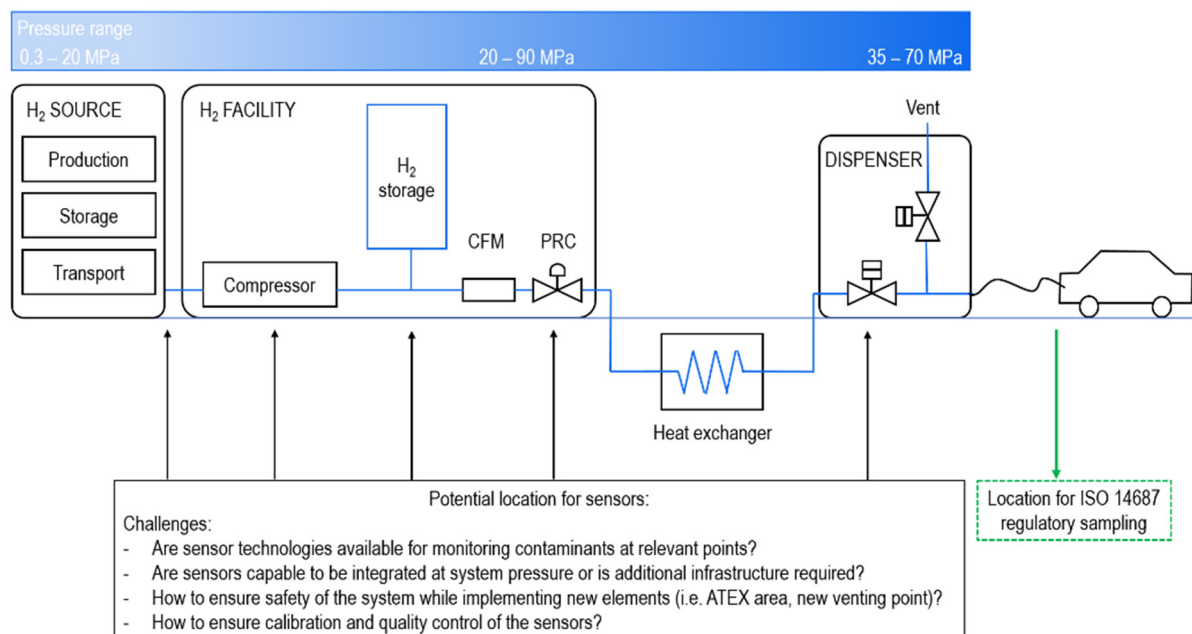 Pressure range
0.3 – 20 MPa
20 – 90 MPa
35 – 70 MPa
H₂ SOURCE
Production
Storage
Transport
H₂ FACILITY
Compressor
H₂
storage
CFM
PRC
Heat exchanger
DISPENSER
Vent
Potential location for sensors:
Challenges:
- Are sensor technologies available for monitoring contaminants at relevant points?
- Are sensors capable to be integrated at system pressure or is additional infrastructure required?
- How to ensure safety of the system while implementing new elements (i.e. ATEX area, new venting point)?
- How to ensure calibration and quality control of the sensors?
Location for ISO 14687
regulatory sampling